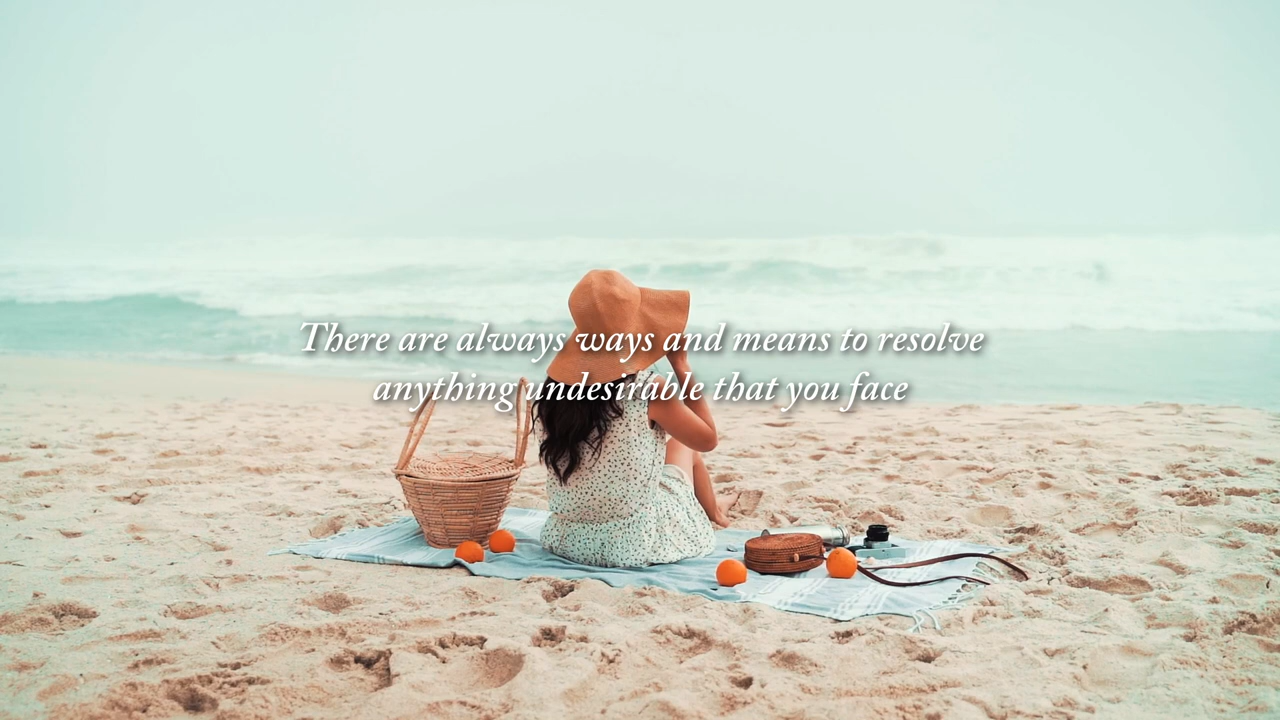 There are always ways and means to resolve
anything undesirable that you face